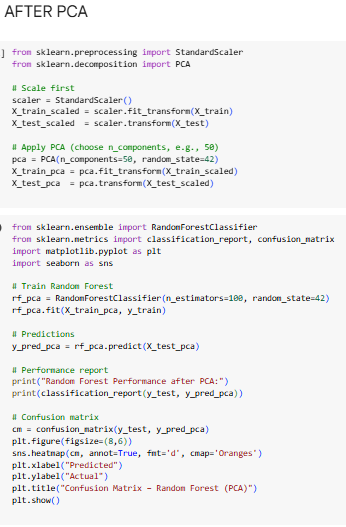 AFTER PCA
] from sklearn.preprocessing import StandardScaler
from sklearn.decomposition import PCA
# Scale first
scaler = StandardScaler()
X_train_scaled = scaler.fit_transform(X_train)
X_test_scaled  = scaler.transform(X_test)
# Apply PCA (choose n_components, e.g., 50)
pca = PCA(n_components=50, random_state=42)
X_train_pca = pca.fit_transform(X_train_scaled)
X_test_pca  = pca.transform(X_test_scaled)
from sklearn.ensemble import RandomForestClassifier
from sklearn.metrics import classification_report, confusion_matrix
import matplotlib.pyplot as plt
import seaborn as sns
# Train Random Forest
rf_pca = RandomForestClassifier(n_estimators=100, random_state=42)
rf_pca.fit(X_train_pca, y_train)
# Predictions
y_pred_pca = rf_pca.predict(X_test_pca)
# Performance report
print("Random Forest Performance after PCA:")
print(classification_report(y_test, y_pred_pca))
# Confusion matrix
cm = confusion_matrix(y_test, y_pred_pca)
plt.figure(figsize=(8,6))
sns.heatmap(cm, annot=True, fmt='d', cmap='Oranges')
plt.xlabel("Predicted")
plt.ylabel("Actual")
plt.title("Confusion Matrix - Random Forest (PCA)")
plt.show()